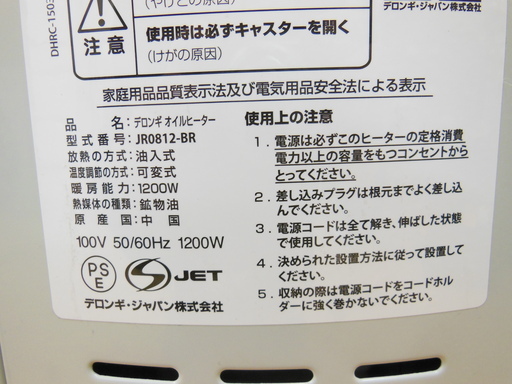 DHRC-1503
(やけどの原因)
デロンギ・ジャパン株式会社
注意
使用時は必ずキャスターを開く
(けがの原因)
家庭用品品質表示法及び電気用品安全法による表示
品 名: デロンギ オイルヒーター
型式番号: JR0812-BR
放熱の方式: 油入式
温度調節の方式: 可変式
暖房能力: 1200W
熱媒体の種類: 鉱物油
原産国: 中 国
100V 50/60Hz 1200W
PS
E
JET
デロンギ・ジャパン株式会社
使用上の注意
1. 電源は必ずこのヒーターの定格消費
電力以上の容量をもつコンセントから
とってください。
2. 差し込みプラグは根元までよく差し込
んでください。
3. 電源コードは全て解き、伸ばした状態
で使用してください。
4. 決められた設置方法に従って設置して
ください。
5. 収納の際は電源コードをコードホル
ダーに強く巻かないでください。